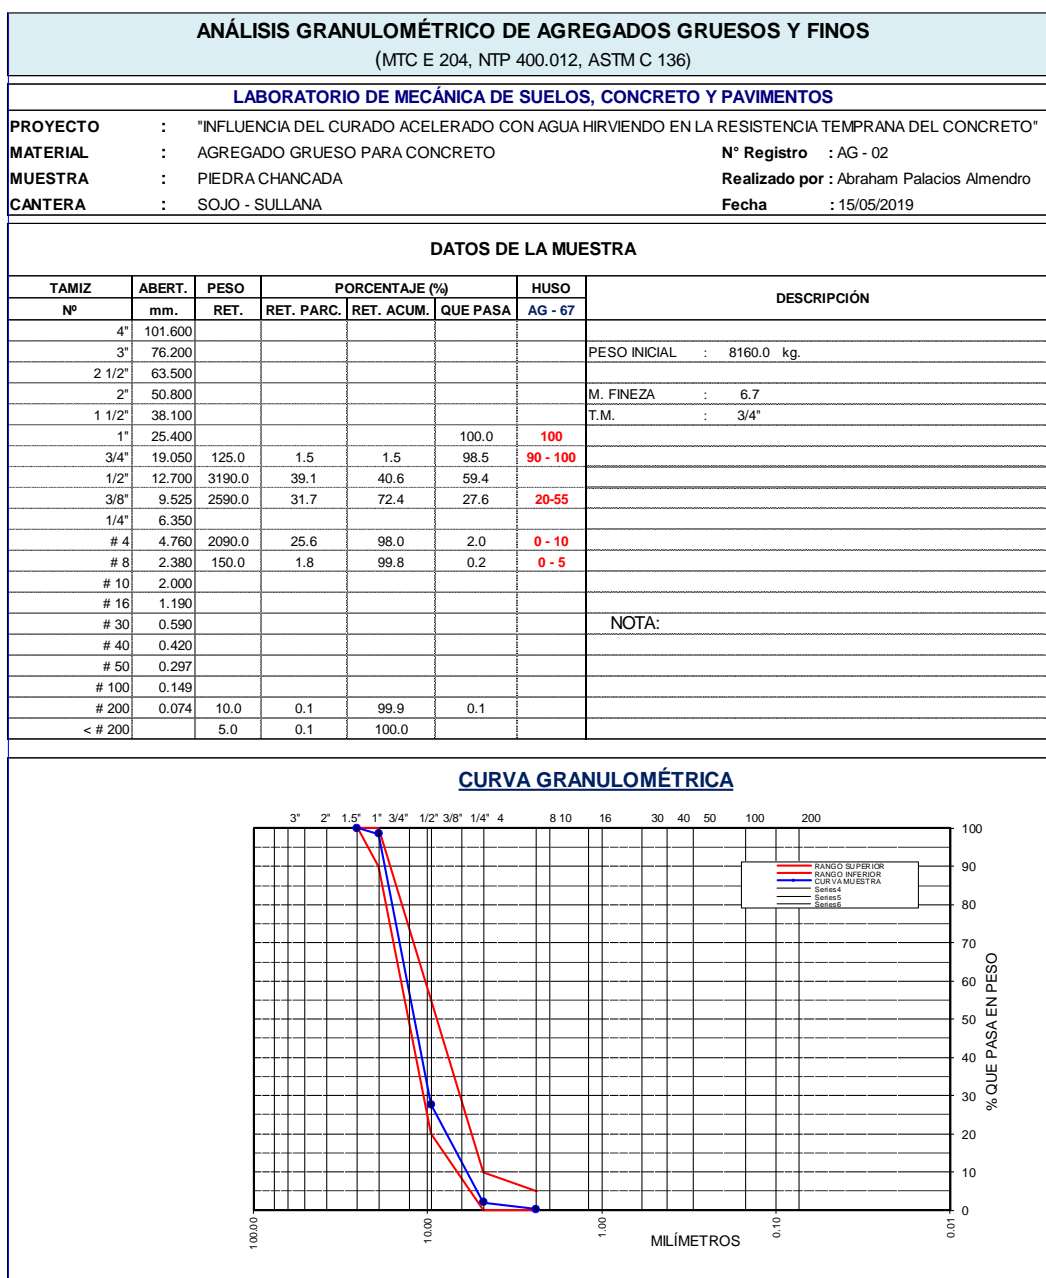 ANÁLISIS GRANULOMÉTRICO DE AGREGADOS GRUESOS Y FINOS
(MTC E 204, NTP 400.012, ASTM C 136)
LABORATORIO DE MECÁNICA DE SUELOS, CONCRETO Y PAVIMENTOS
PROYECTO : "INFLUENCIA DEL CURADO ACELERADO CON AGUA HIRVIENDO EN LA RESISTENCIA TEMPRANA DEL CONCRETO"
MATERIAL : AGREGADO GRUESO PARA CONCRETO N° Registro : AG - 02
MUESTRA : PIEDRA CHANCADA Realizado por : Abraham Palacios Almendro
CANTERA : SOJO - SULLANA Fecha : 15/05/2019
DATOS DE LA MUESTRA
TAMIZ ABERT. PESO PORCENTAJE (%) HUSO DESCRIPCIÓN
Nº mm. RET. RET. PARC. RET. ACUM. QUE PASA AG - 67
4" 101.600
3" 76.200 PESO INICIAL : 8160.0 kg.
2 1/2" 63.500
2" 50.800 M. FINEZA : 6.7
1 1/2" 38.100 T.M. : 3/4"
1" 25.400 100.0 100
3/4" 19.050 125.0 1.5 1.5 98.5 90 - 100
1/2" 12.700 3190.0 39.1 40.6 59.4
3/8" 9.525 2590.0 31.7 72.4 27.6 20-55
1/4" 6.350
# 4 4.760 2090.0 25.6 98.0 2.0 0 - 10
# 8 2.380 150.0 1.8 99.8 0.2 0 - 5
# 10 2.000
# 16 1.190
# 30 0.590 NOTA:
# 40 0.420
# 50 0.297
# 100 0.149
# 200 0.074 10.0 0.1 99.9 0.1
< # 200 5.0 0.1 100.0
CURVA GRANULOMÉTRICA
3" 2" 1.5" 1" 3/4" 1/2" 3/8" 1/4" 4 8 10 16 30 40 50 100 200
100
90
80
70
60
50
40
30
20
10
0
% QUE PASA EN PESO
RANGO SUPERIOR
RANGO INFERIOR
CURVA MUESTRA
Series4
Series5
Series6
100.00 10.00 1.00 0.10 0.01
MILÍMETROS